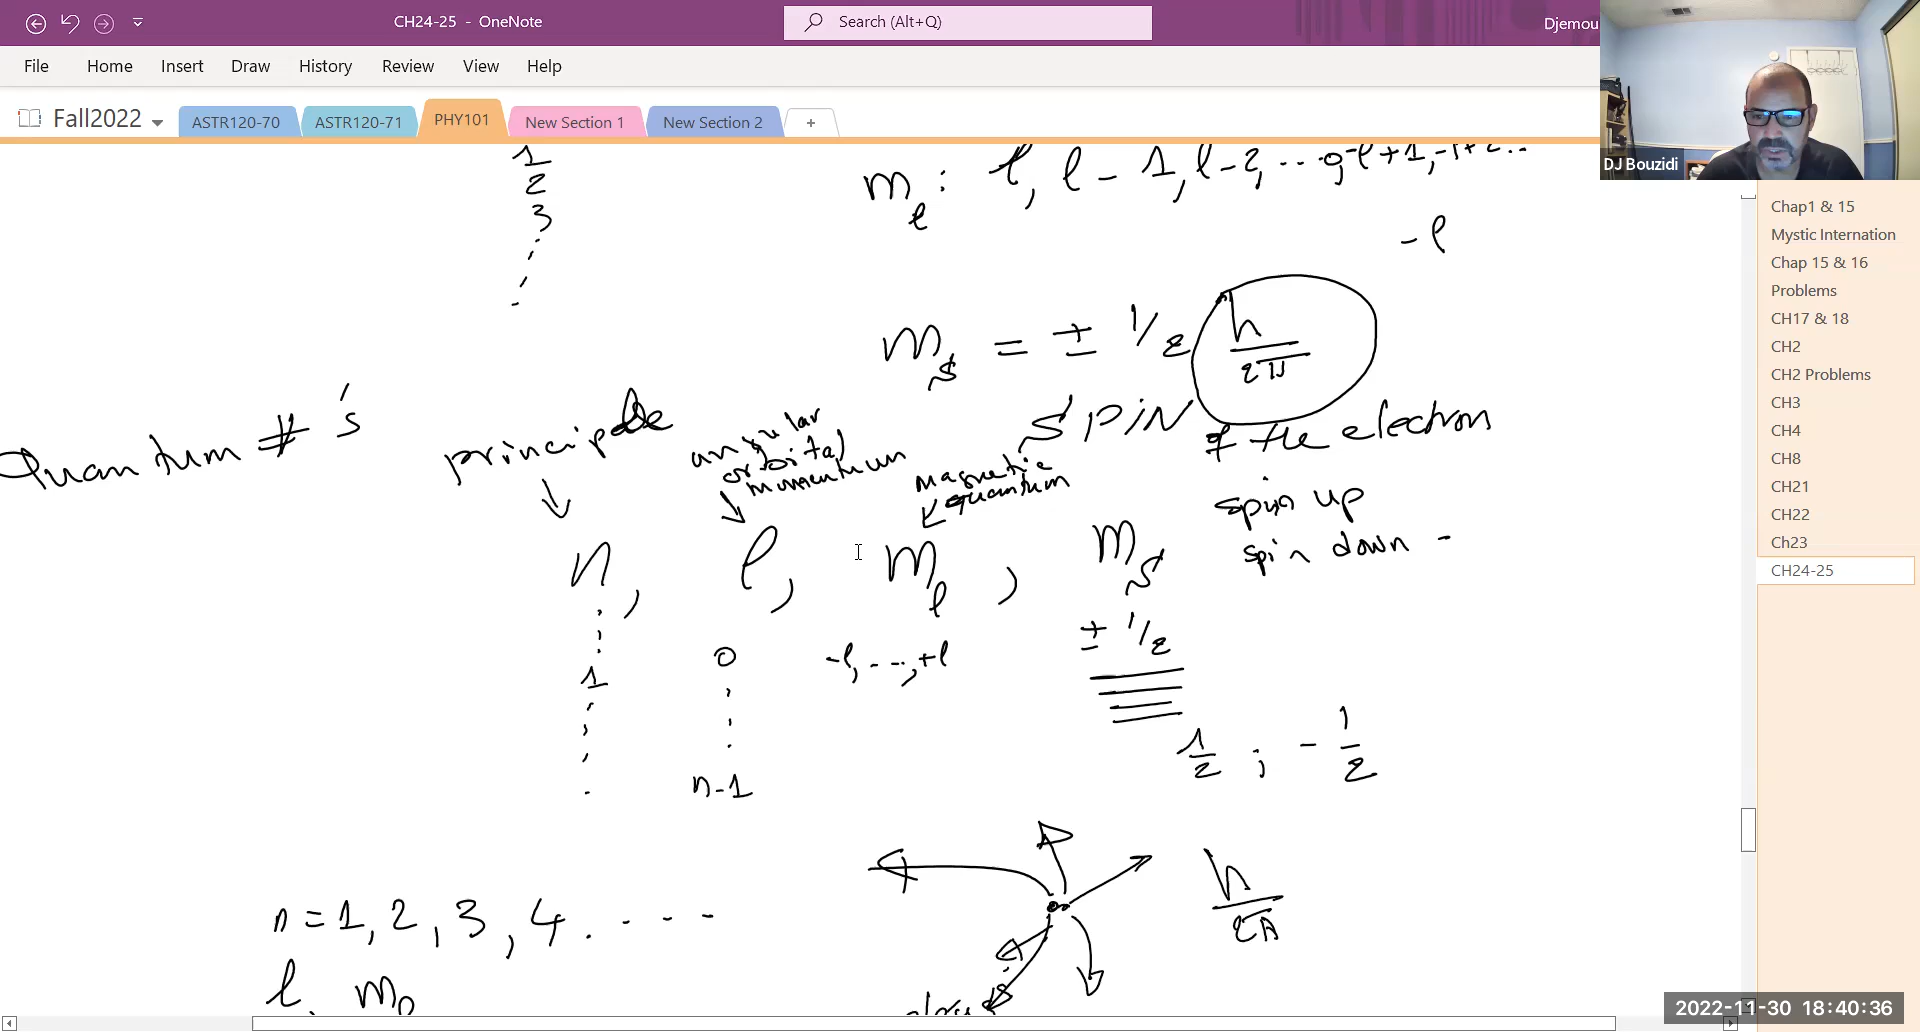 CH24-25 - OneNote
Search (Alt+Q)
Djemou
File Home Insert Draw History Review View Help
Fall2022
ASTR120-70
ASTR120-71
PHY101
New Section 1
New Section 2
+
DJ Bouzidi
Chap1 & 15
Mystic Internation
Chap 15 & 16
Problems
CH17 & 18
CH2
CH2 Problems
CH3
CH4
CH8
CH21
CH22
Ch23
CH24-25
1
2
3
mℓ : ℓ, ℓ-1, ℓ-2, ... 0, -ℓ+1, -ℓ+2...
-ℓ
ms = ± 1/2 h/2π
SPIN of the electron
spin up
spin down -
Quantum #'s
principle
angular
orbital
momentum
magnetic
quantum
n, ℓ, mℓ, ms
1
0
n-1
-ℓ, ..., +ℓ
± 1/2
1/2 ; -1/2
n = 1, 2, 3, 4. ...
ℓ, mℓ
h/2π
2022-11-30 18:40:36